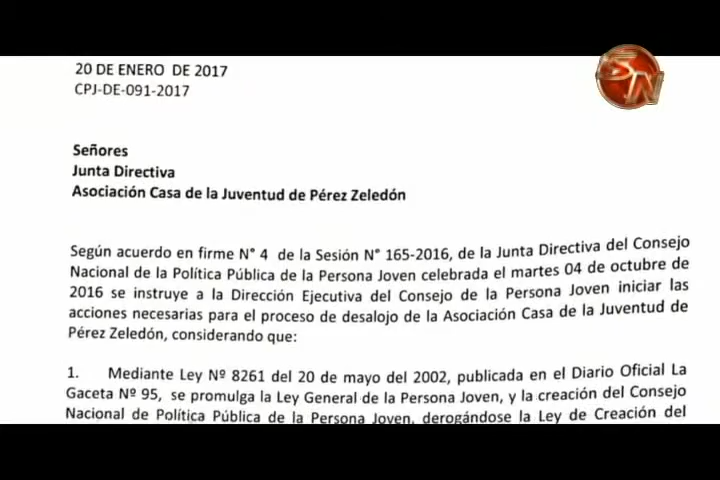 SN
20 DE ENERO DE 2017
CPJ-DE-091-2017
Señores
Junta Directiva
Asociación Casa de la Juventud de Pérez Zeledón
Según acuerdo en firme N° 4 de la Sesión N° 165-2016, de la Junta Directiva del Consejo
Nacional de la Política Pública de la Persona Joven celebrada el martes 04 de octubre de
2016 se instruye a la Dirección Ejecutiva del Consejo de la Persona Joven iniciar las
acciones necesarias para el proceso de desalojo de la Asociación Casa de la Juventud de
Pérez Zeledón, considerando que:
1. Mediante Ley Nº 8261 del 20 de mayo del 2002, publicada en el Diario Oficial La
Gaceta Nº 95, se promulga la Ley General de la Persona Joven, y la creación del Consejo
Nacional de Política Pública de la Persona Joven, derogándose la Ley de Creación del